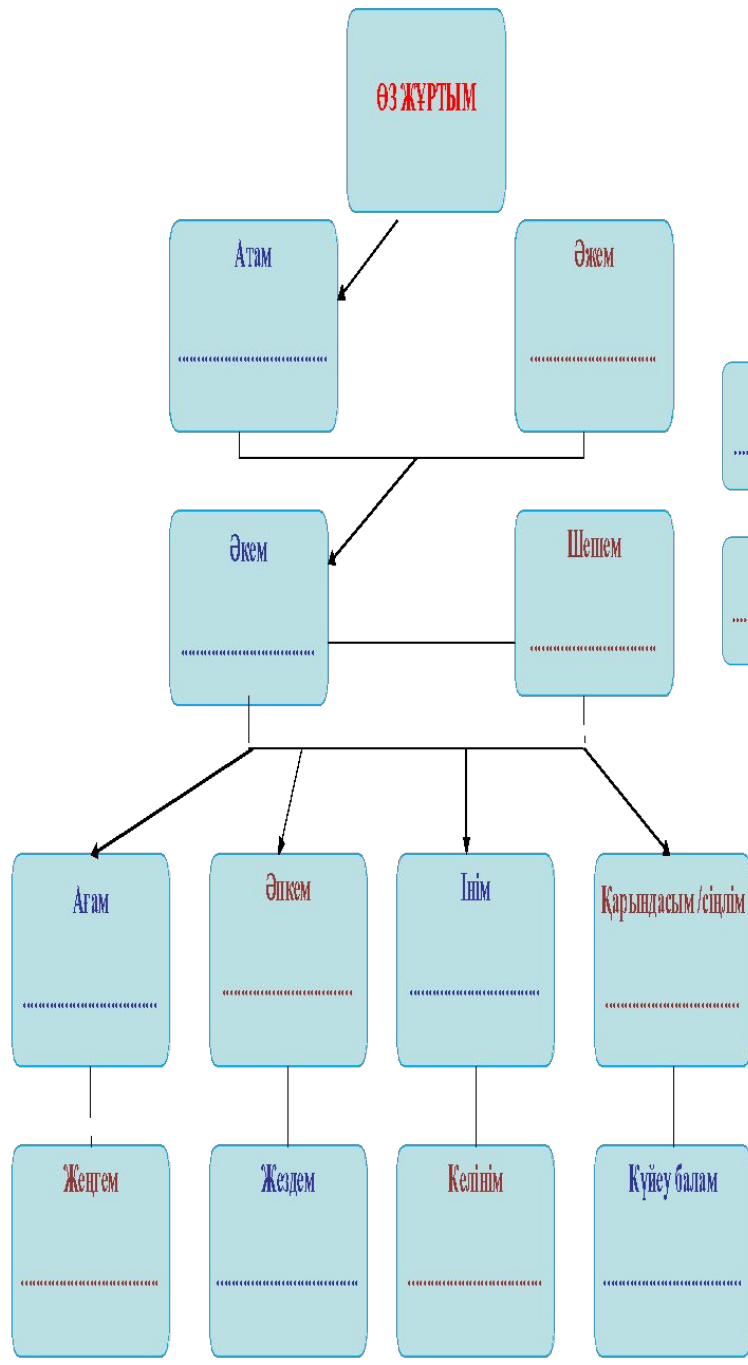 ӨЗ ЖҰРТЫМ
Атам
Әжем
Әкем
Шешем
Ағам
Әпкем
Інім
Қарындасым /сіңлім
Жеңгем
Жездем
Келінім
Күйеу балам